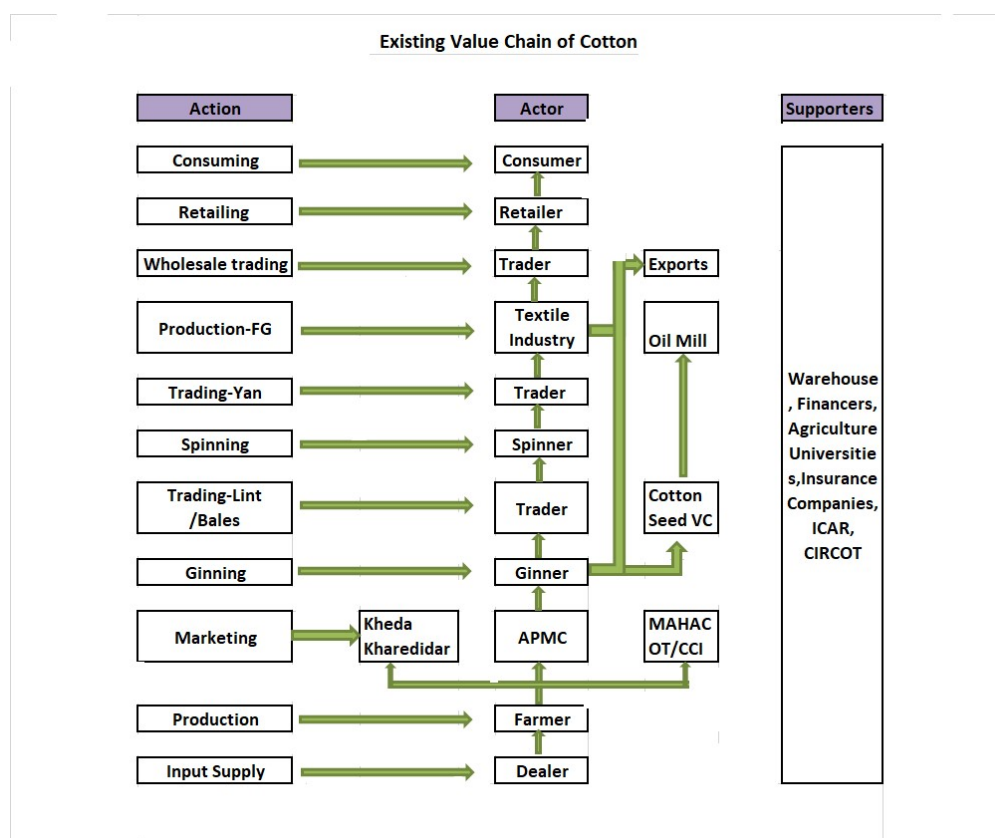 Existing Value Chain of Cotton
Action
Actor
Supporters
Consuming
Consumer
Retailing
Retailer
Wholesale trading
Trader
Exports
Production-FG
Textile
Industry
Oil Mill
Trading-Yan
Trader
Spinning
Spinner
Trading-Lint
/Bales
Trader
Cotton
Seed VC
Ginning
Ginner
Marketing
Kheda
Kharedidar
APMC
MAHAC
OT/CCI
Production
Farmer
Input Supply
Dealer
Warehouse
, Financers,
Agriculture
Universitie
s,Insurance
Companies,
ICAR,
CIRCOT